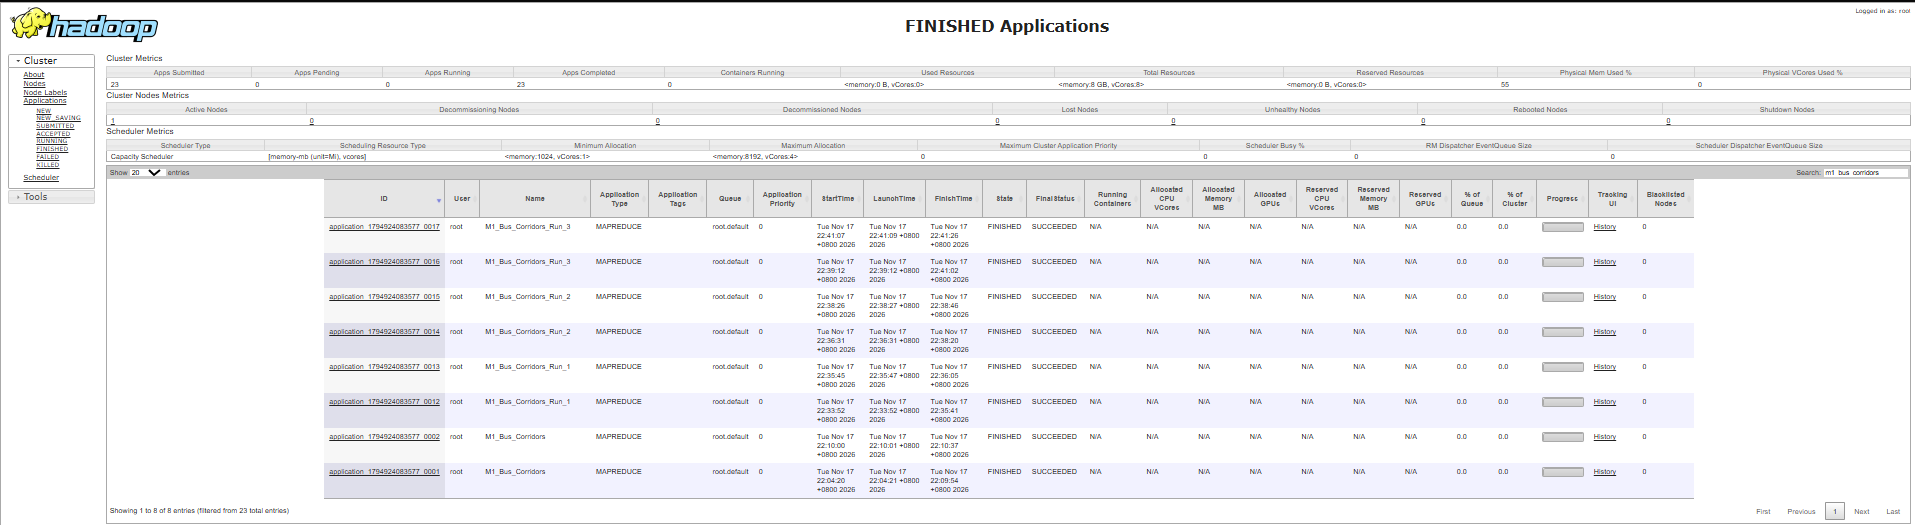 Logged in as: root
hadoop
FINISHED Applications
Cluster
About
Nodes
Node Labels
Applications
NEW
NEW_SAVING
SUBMITTED
ACCEPTED
RUNNING
FINISHED
FAILED
KILLED
Scheduler
Tools
Cluster Metrics
Apps Submitted Apps Pending Apps Running Apps Completed Containers Running Used Resources Total Resources Reserved Resources Physical Mem Used % Physical VCores Used %
23 0 0 23 0 <memory:0 B, vCores:0> <memory:8 GB, vCores:8> <memory:0 B, vCores:0> 55 0
Cluster Nodes Metrics
Active Nodes Decommissioning Nodes Decommissioned Nodes Lost Nodes Unhealthy Nodes Rebooted Nodes Shutdown Nodes
1 0 0 0 0 0 0
Scheduler Metrics
Scheduler Type Scheduling Resource Type Minimum Allocation Maximum Allocation Maximum Cluster Application Priority Scheduler Busy % RM Dispatcher EventQueue Size Scheduler Dispatcher EventQueue Size
Capacity Scheduler [memory-mb (unit=Mi), vcores] <memory:1024, vCores:1> <memory:8192, vCores:4> 0 0 0 0
Show 20 entries Search: m1_bus_corridors
ID User Name Application Type Application Tags Queue Application Priority StartTime LaunchTime FinishTime State FinalStatus Running Containers Allocated CPU VCores Allocated Memory MB Allocated GPUs Reserved CPU VCores Reserved Memory MB Reserved GPUs % of Queue % of Cluster Progress Tracking UI Blacklisted Nodes
application_1794924083577_0017 root M1_Bus_Corridors_Run_3 MAPREDUCE root.default 0 Tue Nov 17 22:41:07 +0800 2026 Tue Nov 17 22:41:09 +0800 2026 Tue Nov 17 22:41:26 +0800 2026 FINISHED SUCCEEDED N/A N/A N/A N/A N/A N/A N/A 0.0 0.0 History 0
application_1794924083577_0016 root M1_Bus_Corridors_Run_3 MAPREDUCE root.default 0 Tue Nov 17 22:39:12 +0800 2026 Tue Nov 17 22:39:12 +0800 2026 Tue Nov 17 22:41:02 +0800 2026 FINISHED SUCCEEDED N/A N/A N/A N/A N/A N/A N/A 0.0 0.0 History 0
application_1794924083577_0015 root M1_Bus_Corridors_Run_2 MAPREDUCE root.default 0 Tue Nov 17 22:38:26 +0800 2026 Tue Nov 17 22:38:27 +0800 2026 Tue Nov 17 22:38:46 +0800 2026 FINISHED SUCCEEDED N/A N/A N/A N/A N/A N/A N/A 0.0 0.0 History 0
application_1794924083577_0014 root M1_Bus_Corridors_Run_2 MAPREDUCE root.default 0 Tue Nov 17 22:36:31 +0800 2026 Tue Nov 17 22:36:31 +0800 2026 Tue Nov 17 22:38:20 +0800 2026 FINISHED SUCCEEDED N/A N/A N/A N/A N/A N/A N/A 0.0 0.0 History 0
application_1794924083577_0013 root M1_Bus_Corridors_Run_1 MAPREDUCE root.default 0 Tue Nov 17 22:35:45 +0800 2026 Tue Nov 17 22:35:47 +0800 2026 Tue Nov 17 22:36:05 +0800 2026 FINISHED SUCCEEDED N/A N/A N/A N/A N/A N/A N/A 0.0 0.0 History 0
application_1794924083577_0012 root M1_Bus_Corridors_Run_1 MAPREDUCE root.default 0 Tue Nov 17 22:33:52 +0800 2026 Tue Nov 17 22:33:52 +0800 2026 Tue Nov 17 22:35:41 +0800 2026 FINISHED SUCCEEDED N/A N/A N/A N/A N/A N/A N/A 0.0 0.0 History 0
application_1794924083577_0002 root M1_Bus_Corridors MAPREDUCE root.default 0 Tue Nov 17 22:10:00 +0800 2026 Tue Nov 17 22:10:01 +0800 2026 Tue Nov 17 22:10:37 +0800 2026 FINISHED SUCCEEDED N/A N/A N/A N/A N/A N/A N/A 0.0 0.0 History 0
application_1794924083577_0001 root M1_Bus_Corridors MAPREDUCE root.default 0 Tue Nov 17 22:04:20 +0800 2026 Tue Nov 17 22:04:21 +0800 2026 Tue Nov 17 22:09:54 +0800 2026 FINISHED SUCCEEDED N/A N/A N/A N/A N/A N/A N/A 0.0 0.0 History 0
Showing 1 to 8 of 8 entries (filtered from 23 total entries) First Previous 1 Next Last